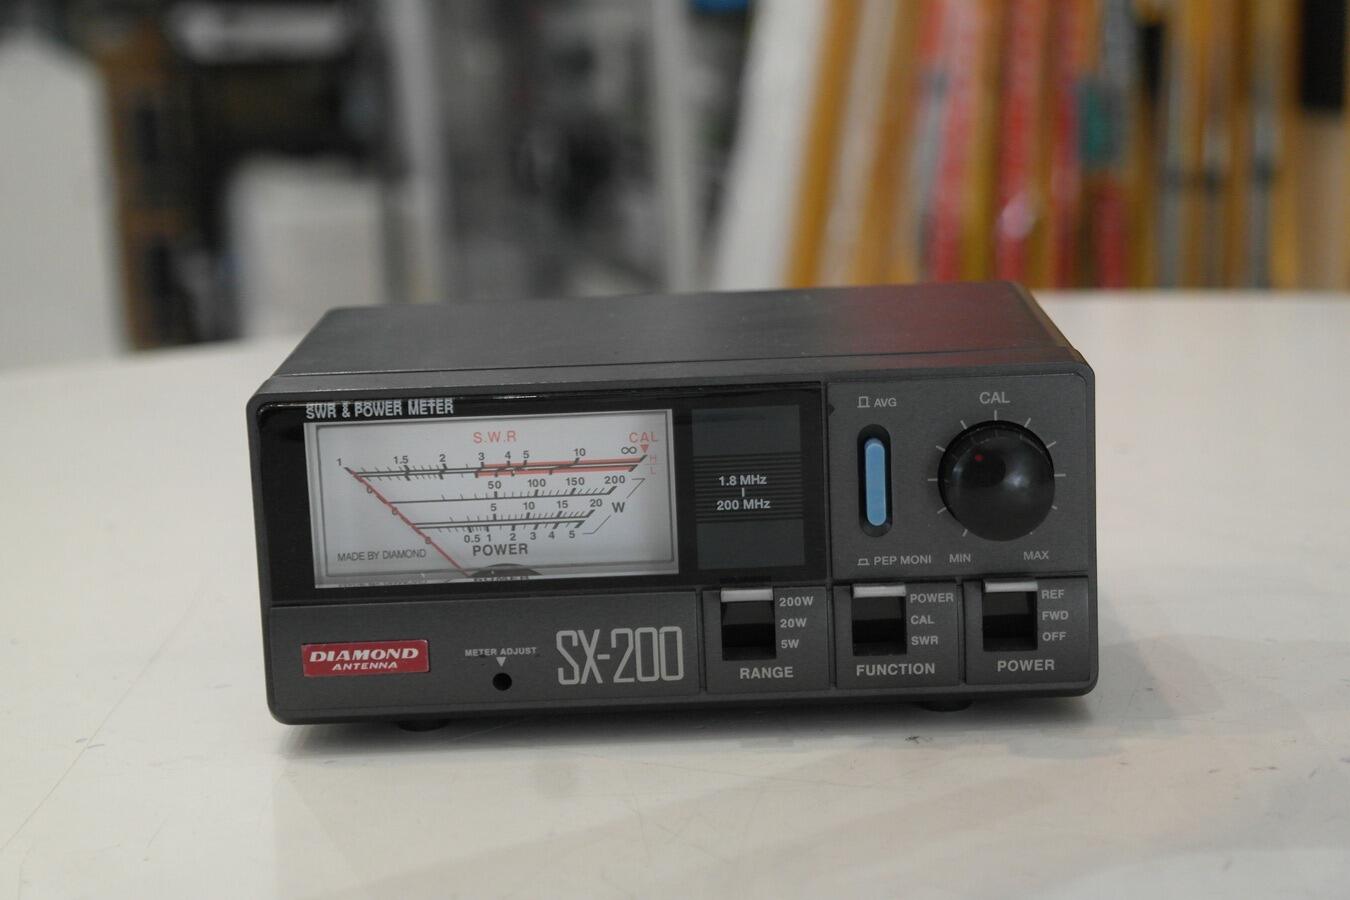 SWR & POWER METER
S.W.R
CAL
1 1.5 2 3 4 5 10 ∞
H
L
0 50 100 150 200
0 5 10 15 20
W
0 0.5 1 2 3 4 5
MADE BY DIAMOND
POWER
1.8 MHz
200 MHz
AVG
CAL
PEP MONI
MIN
MAX
DIAMOND
ANTENNA
METER ADJUST
SX-200
200W
20W
5W
RANGE
POWER
CAL
SWR
FUNCTION
REF
FWD
OFF
POWER